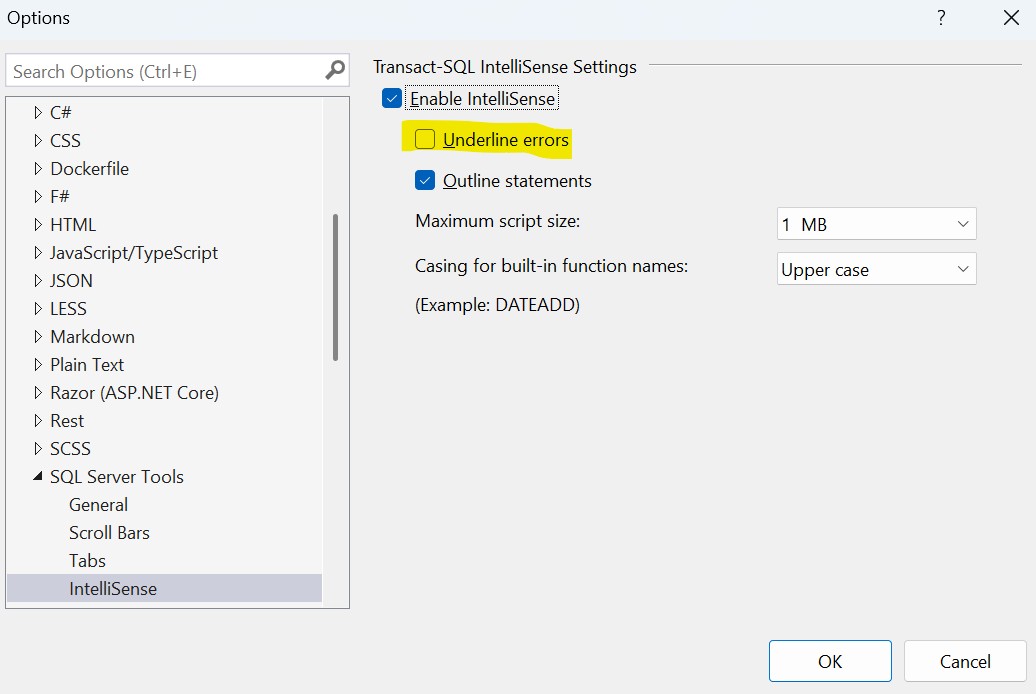 Options
?
Search Options (Ctrl+E)
C#
CSS
Dockerfile
F#
HTML
JavaScript/TypeScript
JSON
LESS
Markdown
Plain Text
Razor (ASP.NET Core)
Rest
SCSS
SQL Server Tools
General
Scroll Bars
Tabs
IntelliSense
Transact-SQL IntelliSense Settings
Enable IntelliSense
Underline errors
Outline statements
Maximum script size:
1 MB
Casing for built-in function names:
Upper case
(Example: DATEADD)
OK
Cancel